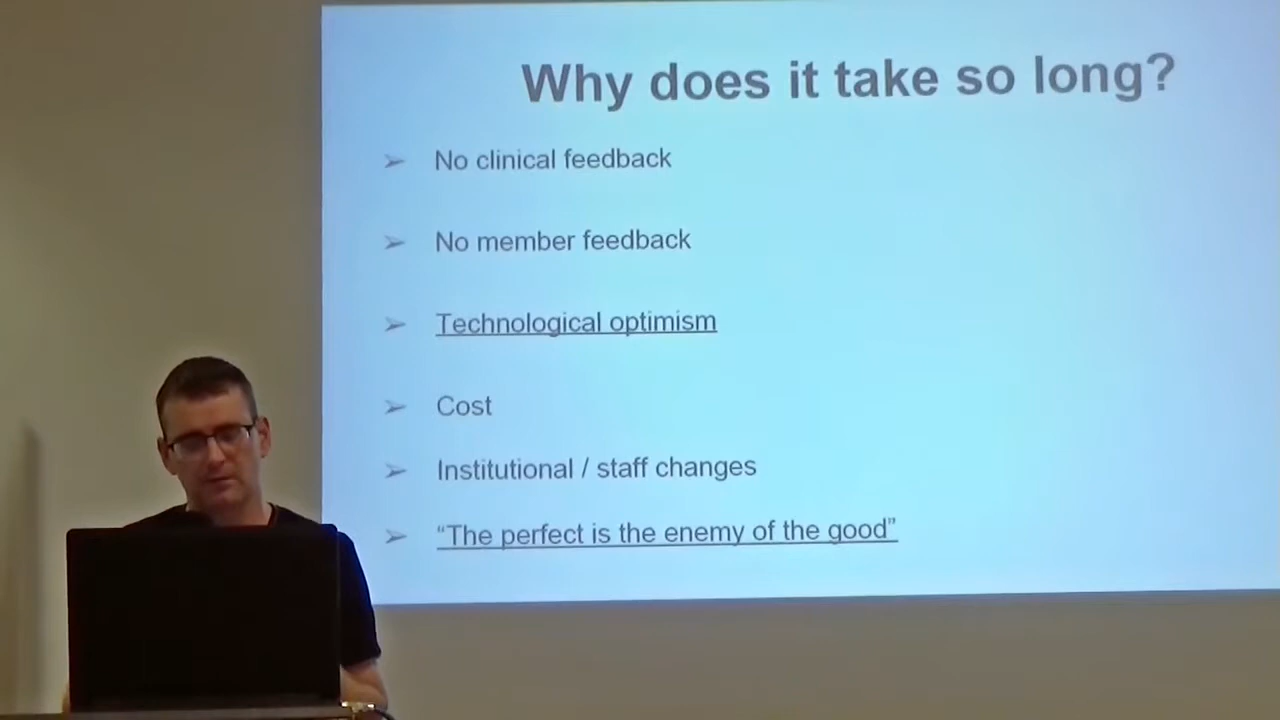 Why does it take so long?
➢ No clinical feedback
➢ No member feedback
➢ Technological optimism
➢ Cost
➢ Institutional / staff changes
➢ “The perfect is the enemy of the good”